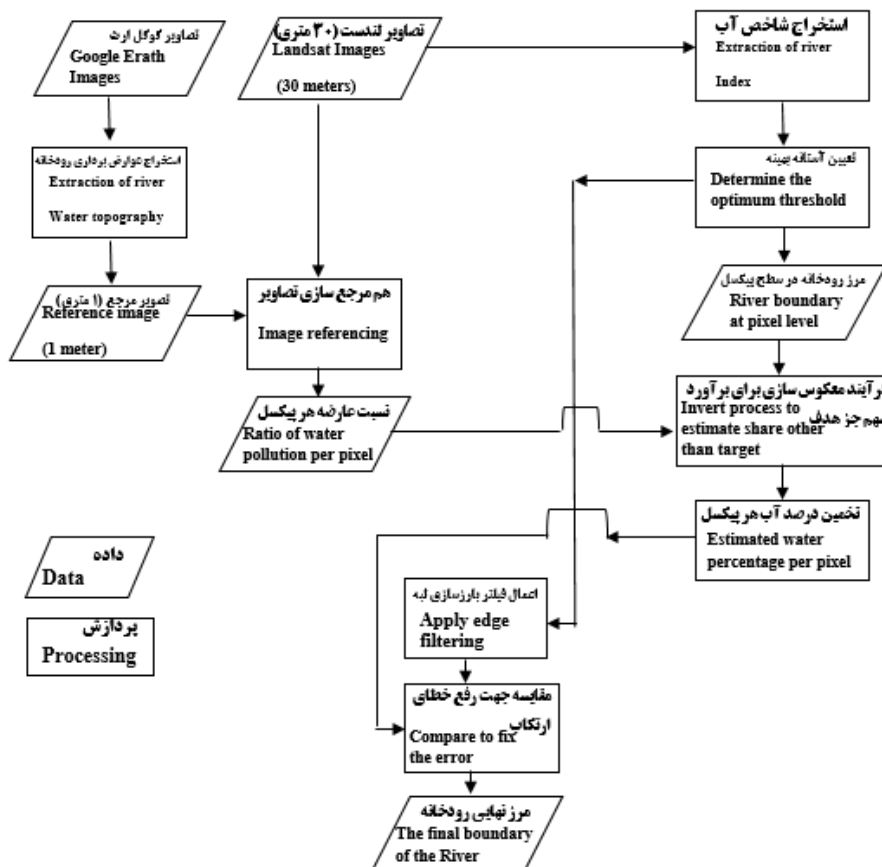 تصاویر گوگل ارث
Google Erath
Images
تصاویر لندست (۳۰ متری)
Landsat Images
(30 meters)
استخراج شاخص آب
Extraction of river
Index
استخراج عوارض برداری رودخانه
Extraction of river
Water topography
تعیین آستانه بهینه
Determine the
optimum threshold
تصویر مرجع (۱ متری)
Reference image
(1 meter)
هم مرجع سازی تصاویر
Image referencing
مرز رودخانه در سطح پیکسل
River boundary
at pixel level
نسبت عارضه هر پیکسل
Ratio of water
pollution per pixel
رآیند معکوس سازی برای برآورد
Invert process to
سهم جز هدف
estimate share other
than target
تخمین درصد آب هر پیکسل
Estimated water
percentage per pixel
داده
Data
پردازش
Processing
اعمال فیلتر بارزسازی لبه
Apply edge
filtering
مقایسه جهت رفع خطای
ارتکاب
Compare to fix
the error
مرز نهایی رودخانه
The final boundary
of the River